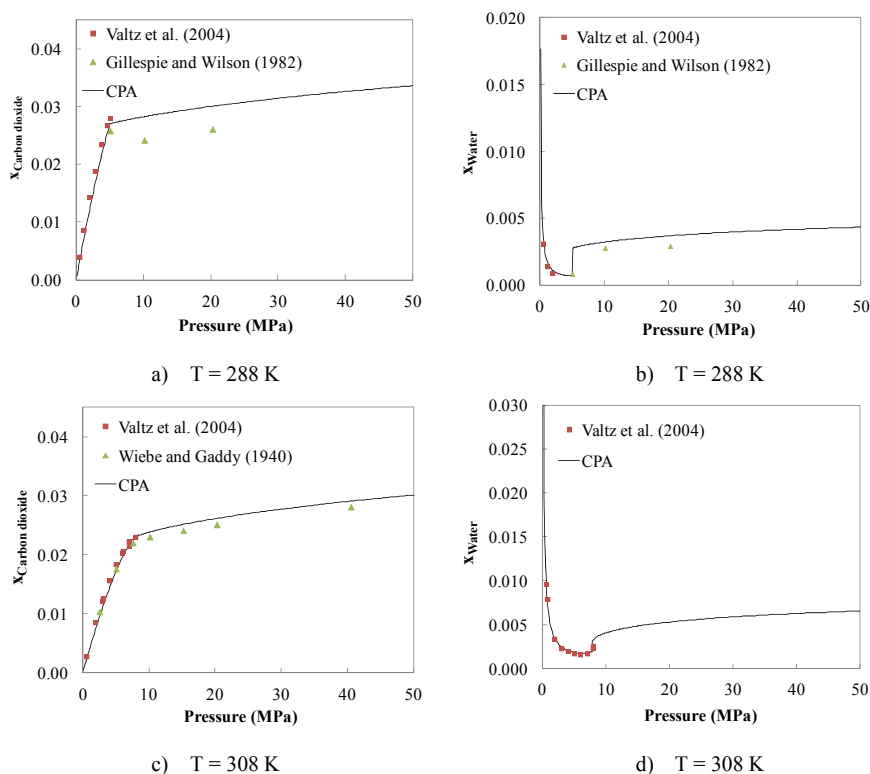 0.04
0.03
0.02
0.01
0.00
x Carbon dioxide
Valtz et al. (2004)
Gillespie and Wilson (1982)
CPA
0 10 20 30 40 50
Pressure (MPa)
a) T = 288 K
0.020
0.015
0.010
0.005
0.000
x Water
Valtz et al. (2004)
Gillespie and Wilson (1982)
CPA
0 10 20 30 40 50
Pressure (MPa)
b) T = 288 K
0.04
0.03
0.02
0.01
0.00
x Carbon dioxide
Valtz et al. (2004)
Wiebe and Gaddy (1940)
CPA
0 10 20 30 40 50
Pressure (MPa)
c) T = 308 K
0.030
0.025
0.020
0.015
0.010
0.005
0.000
x Water
Valtz et al. (2004)
CPA
0 10 20 30 40 50
Pressure (MPa)
d) T = 308 K